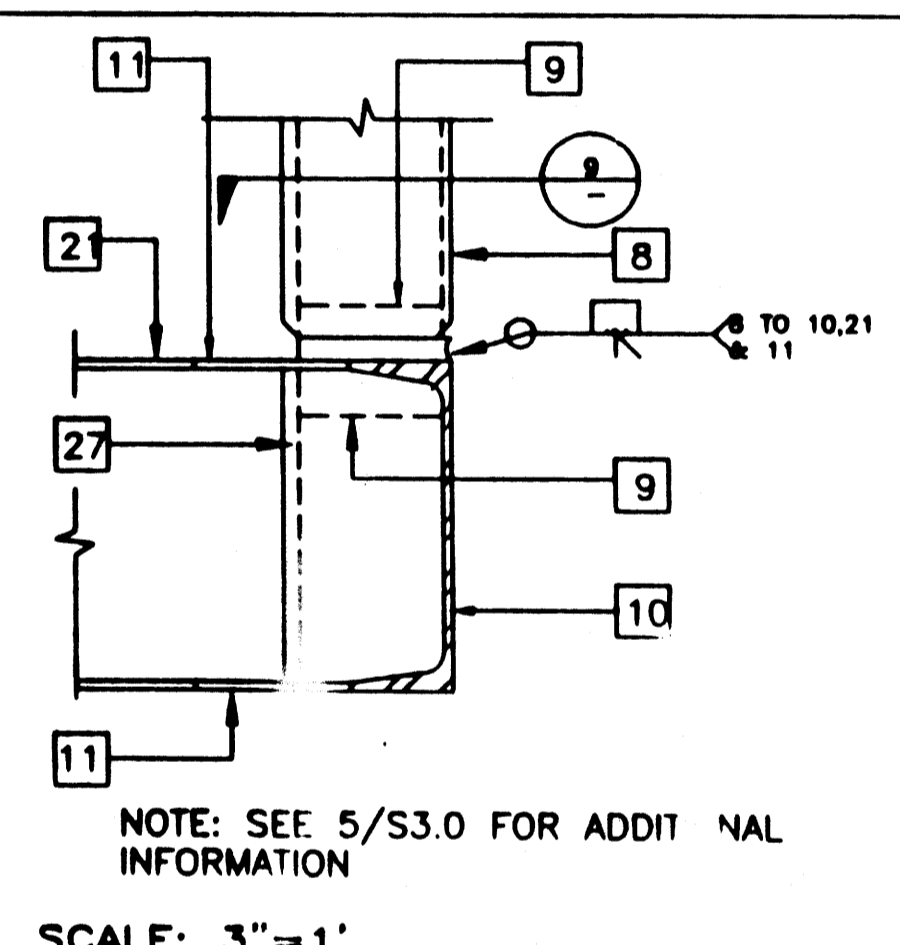 11
9
9
–
21
8
8 TO 10,21
& 11
27
9
10
11
NOTE: SEE 5/S3.0 FOR ADDIT NAL
INFORMATION
SCALE: 3"=1'